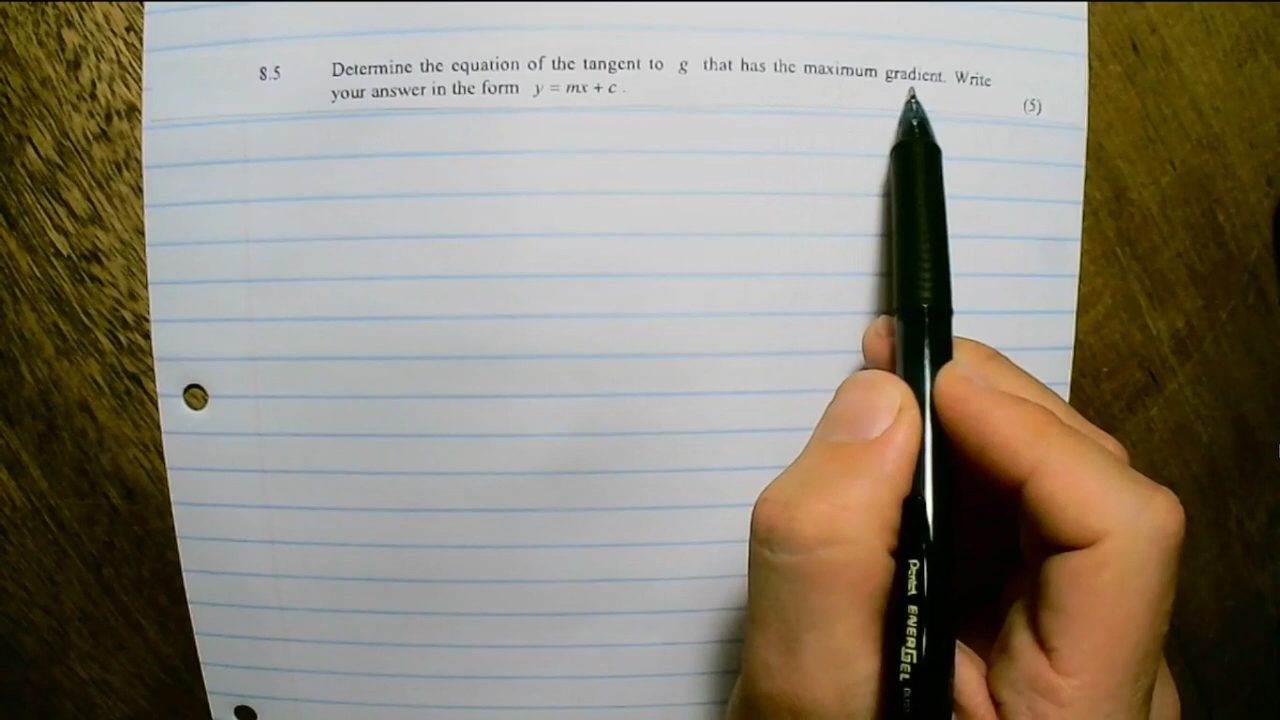 8.5 Determine the equation of the tangent to g that has the maximum gradient. Write
your answer in the form y = mx + c .
(5)
Pentel ENERGEL